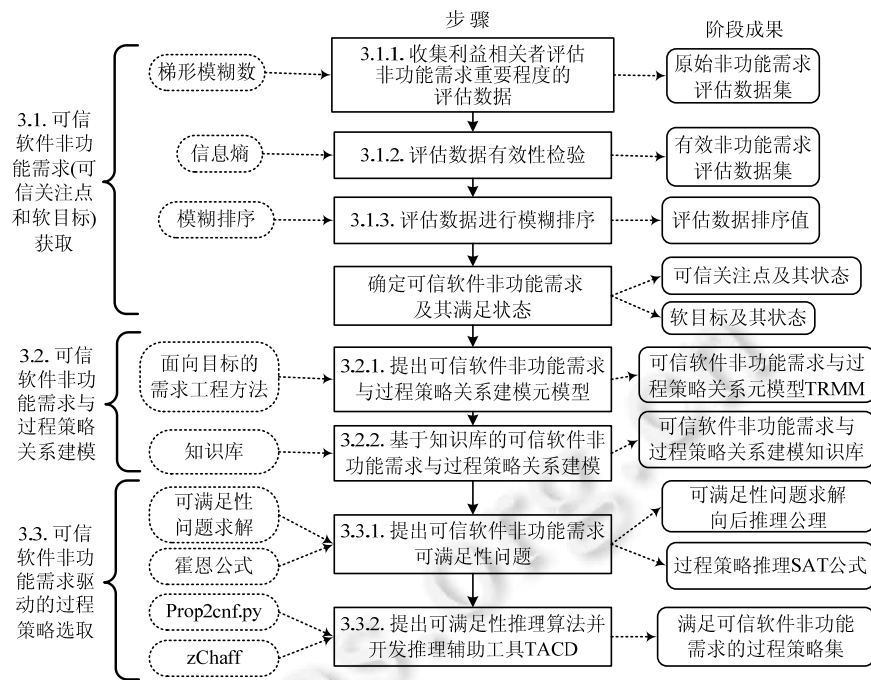 步 骤
阶段成果
3.1. 可信
软件非功
能需求(可
信关注点
和软目标)
获取
梯形模糊数
3.1.1. 收集利益相关者评估
非功能需求重要程度的
评估数据
原始非功能需求
评估数据集
信息熵
3.1.2. 评估数据有效性检验
有效非功能需求
评估数据集
模糊排序
3.1.3. 评估数据进行模糊排序
评估数据排序值
确定可信软件非功能需求
及其满足状态
可信关注点及其状态
软目标及其状态
3.2. 可信
软件非功
能需求与
过程策略
关系建模
面向目标的
需求工程方法
3.2.1. 提出可信软件非功能需求
与过程策略关系建模元模型
可信软件非功能需求与过
程策略关系元模型TRMM
知识库
3.2.2. 基于知识库的可信软件非
功能需求与过程策略关系建模
可信软件非功能需求与
过程策略关系建模知识库
3.3. 可信
软件非功
能需求驱
动的过程
策略选取
可满足性
问题求解
霍恩公式
3.3.1. 提出可信软件非功能需求
可满足性问题
可满足性问题求解
向后推理公理
过程策略推理SAT公式
Prop2cnf.py
zChaff
3.3.2. 提出可满足性推理算法并
开发推理辅助工具TACD
满足可信软件非功能
需求的过程策略集